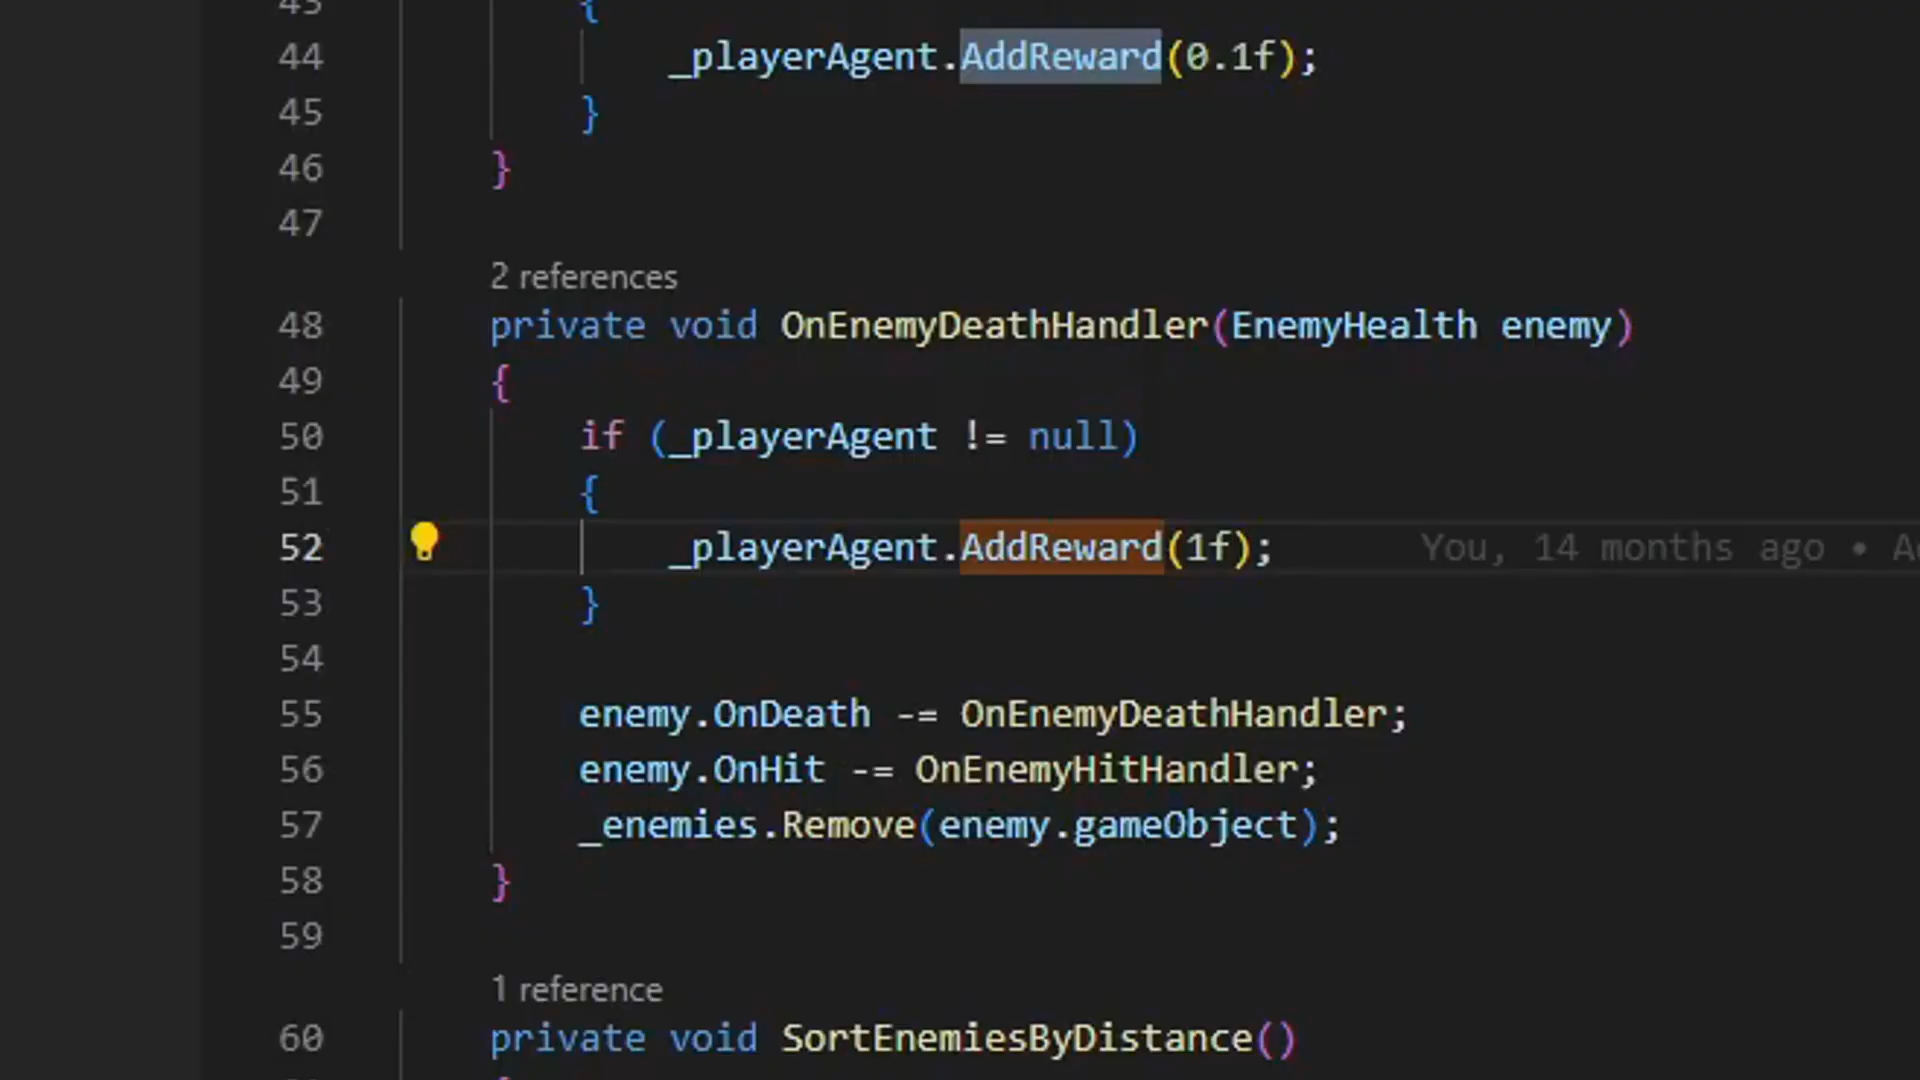 43 {
44 _playerAgent.AddReward(0.1f);
45 }
46 }
47
2 references
48 private void OnEnemyDeathHandler(EnemyHealth enemy)
49 {
50 if (_playerAgent != null)
51 {
52 _playerAgent.AddReward(1f); You, 14 months ago •
53 }
54
55 enemy.OnDeath -= OnEnemyDeathHandler;
56 enemy.OnHit -= OnEnemyHitHandler;
57 _enemies.Remove(enemy.gameObject);
58 }
59
1 reference
60 private void SortEnemiesByDistance()